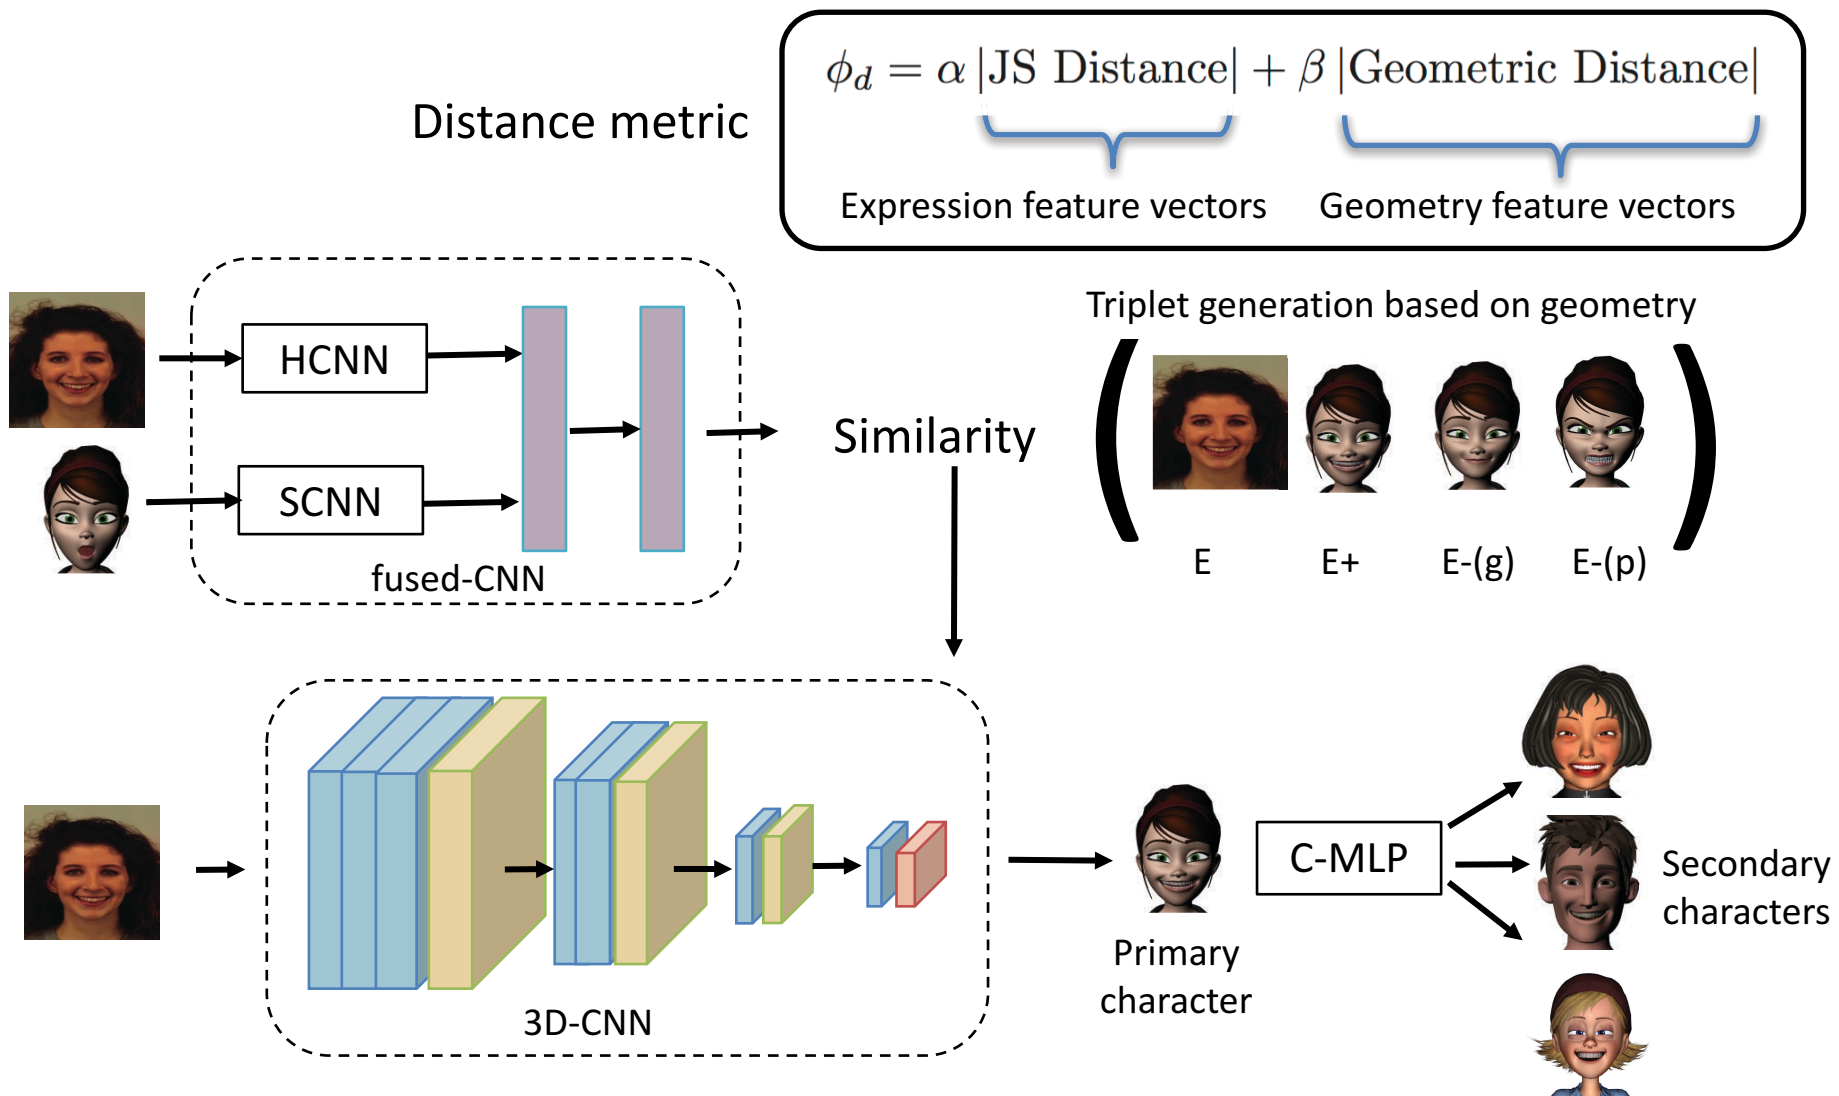 ϕ_d = α |JS Distance| + β |Geometric Distance|
Distance metric
Expression feature vectors Geometry feature vectors
Triplet generation based on geometry
HCNN
SCNN
fused-CNN
Similarity
E E+ E-(g) E-(p)
3D-CNN
Primary
character
C-MLP
Secondary
characters